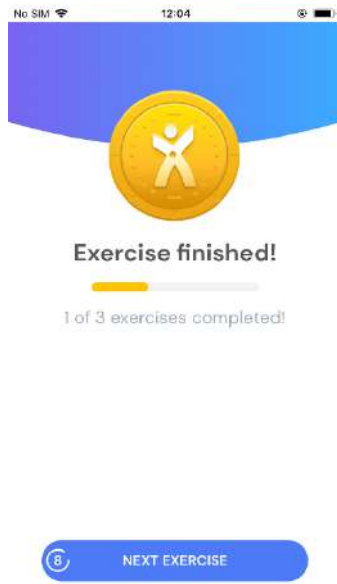 No SIM 12:04
Exercise finished!
1 of 3 exercises completed!
8 NEXT EXERCISE